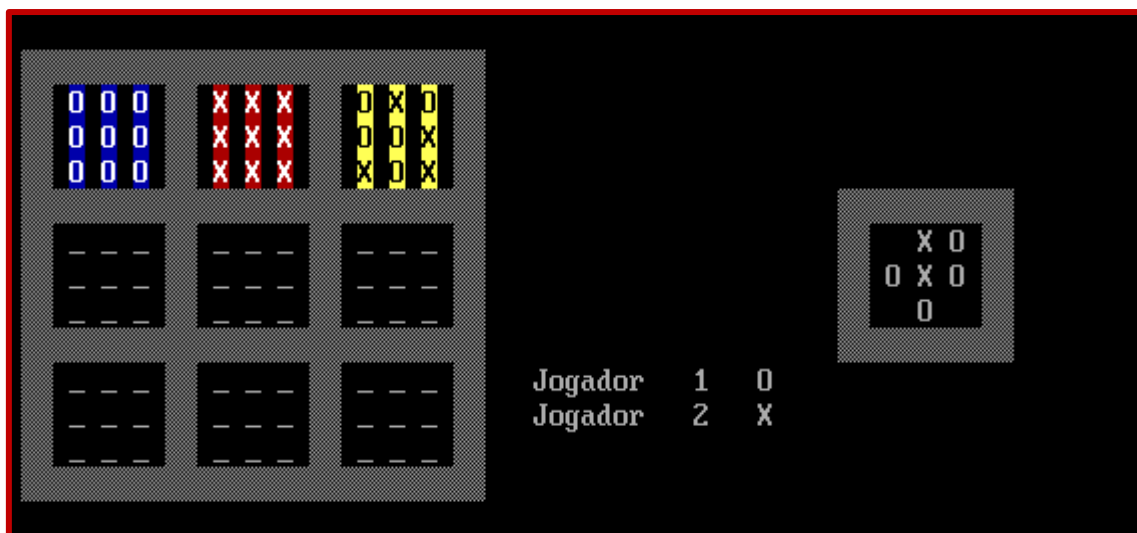 O O O X X X O X O
O O O X X X O O X
O O O X X X X O X
_ _ _ _ _ _ _ _ _
_ _ _ _ _ _ _ _ _
_ _ _ _ _ _ _ _ _
_ _ _ _ _ _ _ _ _
_ _ _ _ _ _ _ _ _
_ _ _ _ _ _ _ _ _
X O
O X O
O
Jogador 1 O
Jogador 2 X